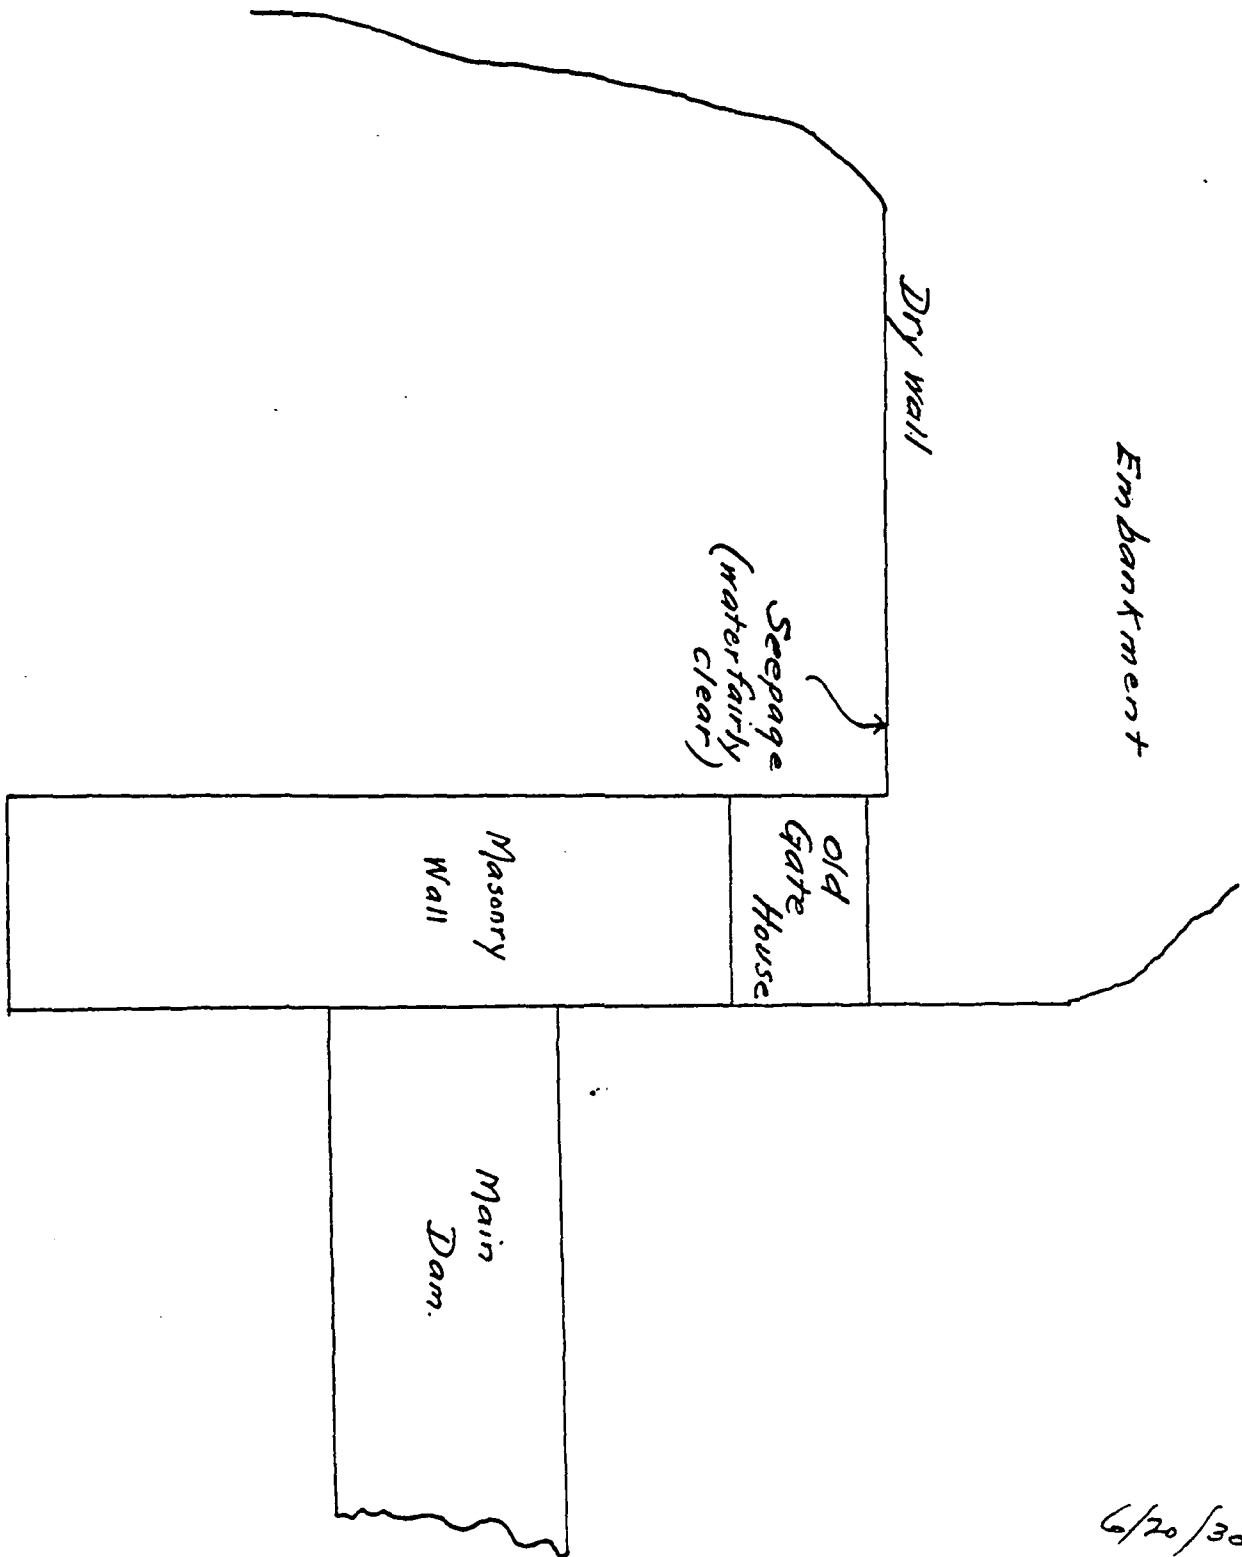 Embankment
Dry wall
Seepage
(water fairly
clear)
Old
Gate
House
Masonry
Wall
Main
Dam.
6/20/30